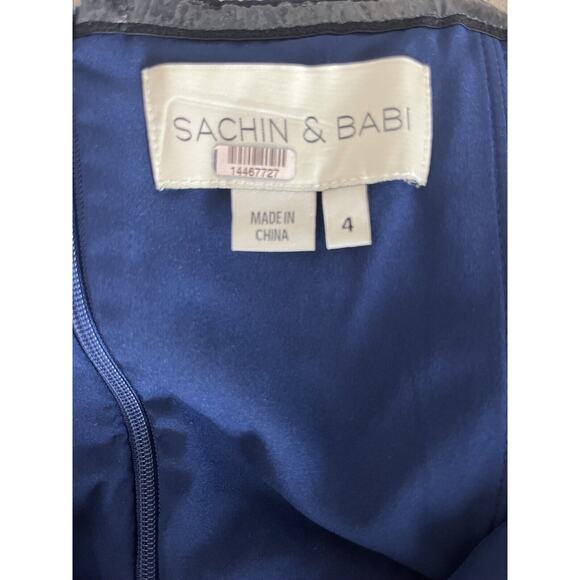 SACHIN & BABI
14467727
MADE IN
CHINA
4